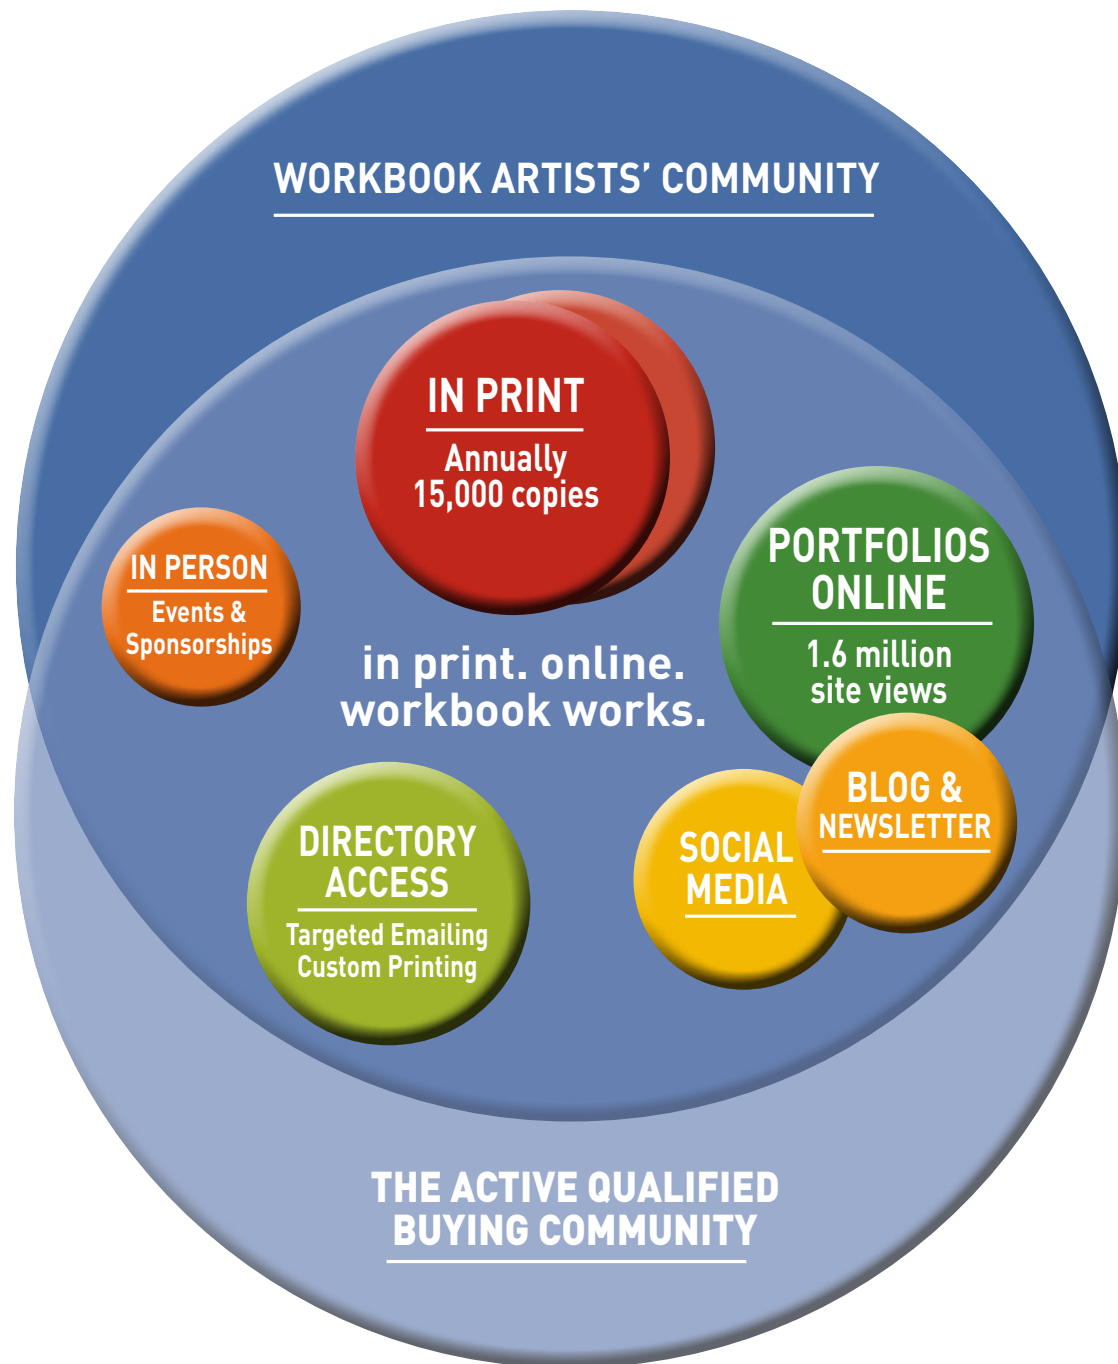 WORKBOOK ARTISTS’ COMMUNITY
IN PRINT
Annually
15,000 copies
IN PERSON
Events &
Sponsorships
PORTFOLIOS
ONLINE
1.6 million
site views
in print. online.
workbook works.
BLOG &
NEWSLETTER
SOCIAL
MEDIA
DIRECTORY
ACCESS
Targeted Emailing
Custom Printing
THE ACTIVE QUALIFIED
BUYING COMMUNITY